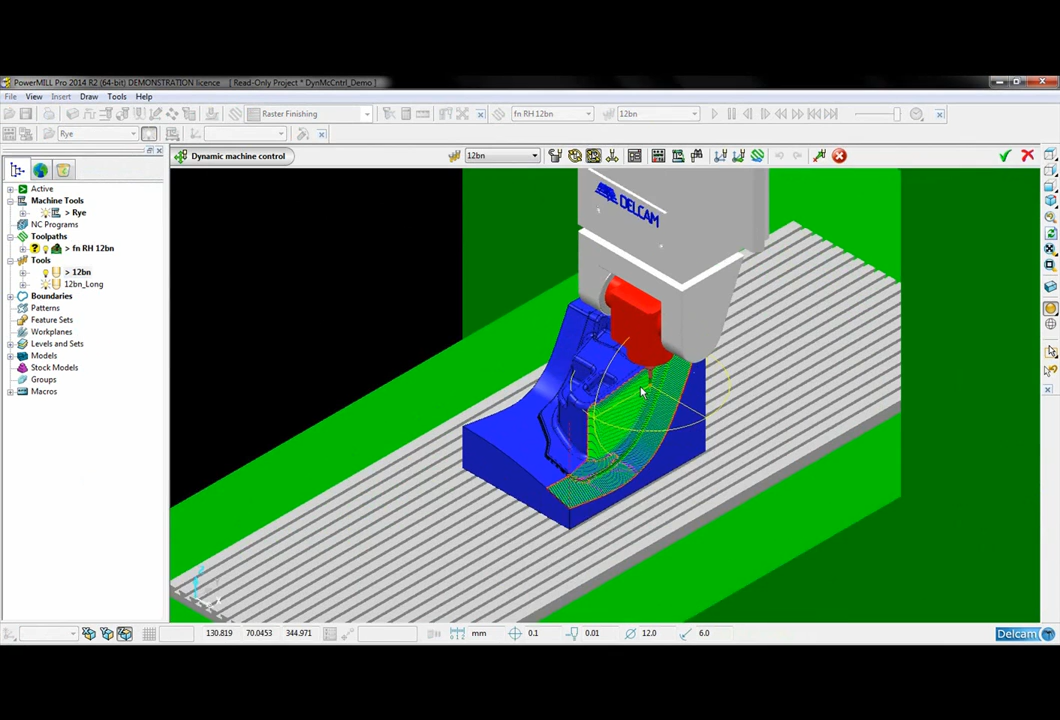 PowerMILL Pro 2014 R2 (64-bit) DEMONSTRATION licence [ Read-Only Project * DynMcCntrl_Demo ]
File View Insert Draw Tools Help
Raster Finishing fn RH 12bn 12bn
Rye
Dynamic machine control 12bn
Active
Machine Tools
> Rye
NC Programs
Toolpaths
> fn RH 12bn
Tools
> 12bn
12bn_Long
Boundaries
Patterns
Feature Sets
Workplanes
Levels and Sets
Models
Stock Models
Groups
Macros
DELCAM
130.819 70.0453 344.971 mm 0.1 0.01 12.0 6.0 Delcam